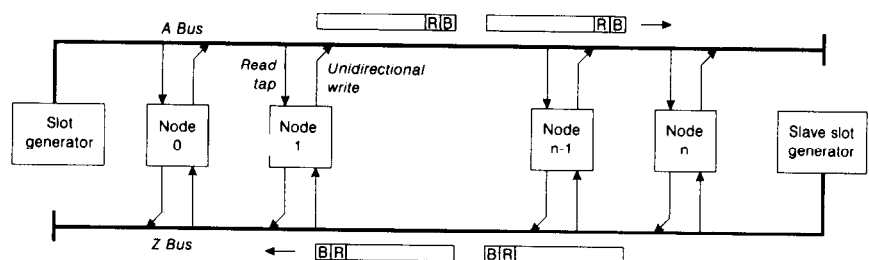 R B R B
A Bus
Read tap
Unidirectional write
Slot generator
Node 0
Node 1
Node n-1
Node n
Slave slot generator
Z Bus
B R B R